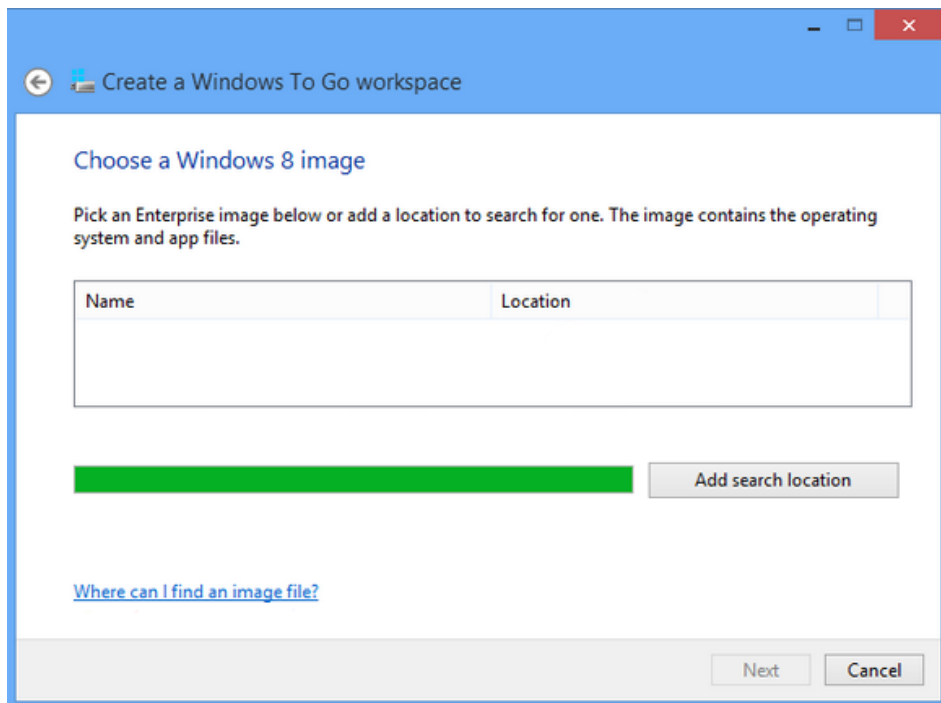 Create a Windows To Go workspace
Choose a Windows 8 image
Pick an Enterprise image below or add a location to search for one. The image contains the operating
system and app files.
Name Location
Add search location
Where can I find an image file?
Next Cancel